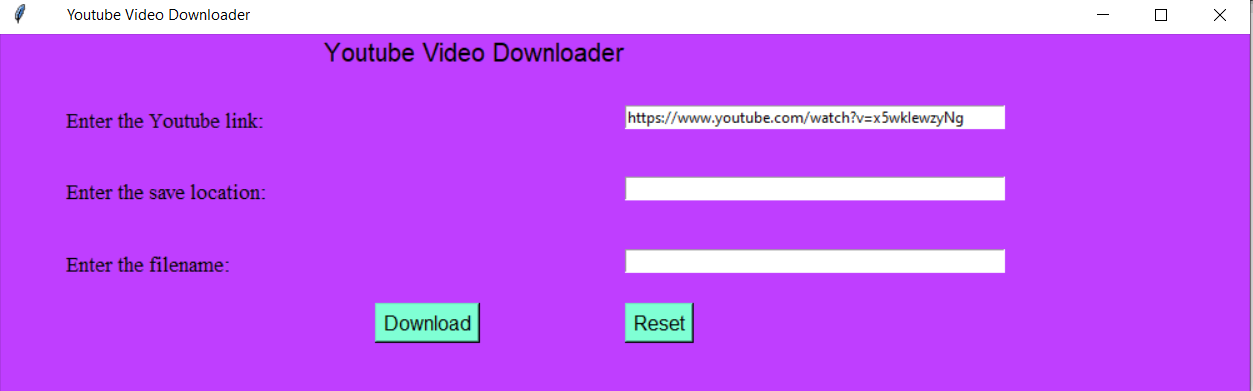 Youtube Video Downloader
Youtube Video Downloader
Enter the Youtube link: https://www.youtube.com/watch?v=x5wklewzyNg
Enter the save location:
Enter the filename:
Download Reset